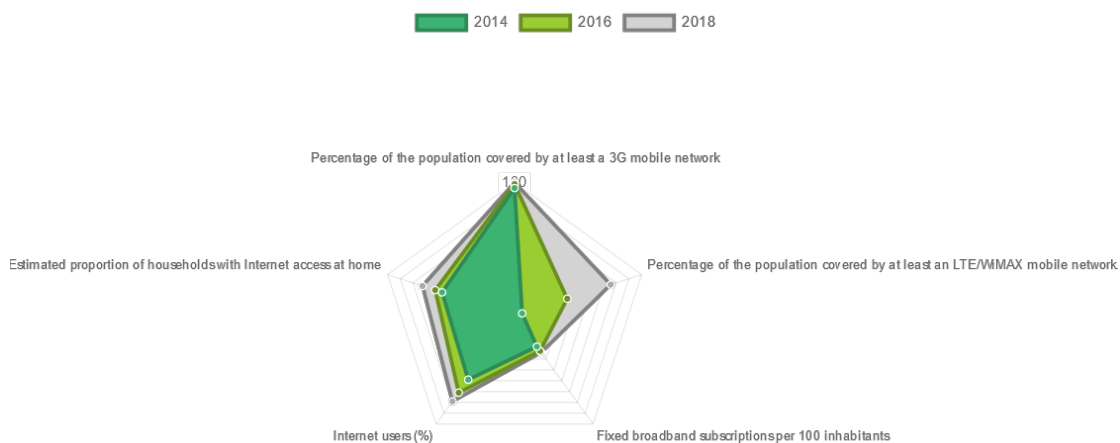 2014 2016 2018
Percentage of the population covered by at least a 3G mobile network
Estimated proportion of households with Internet access at home
Percentage of the population covered by at least an LTE/WiMAX mobile network
Internet users (%)
Fixed broadband subscriptions per 100 inhabitants